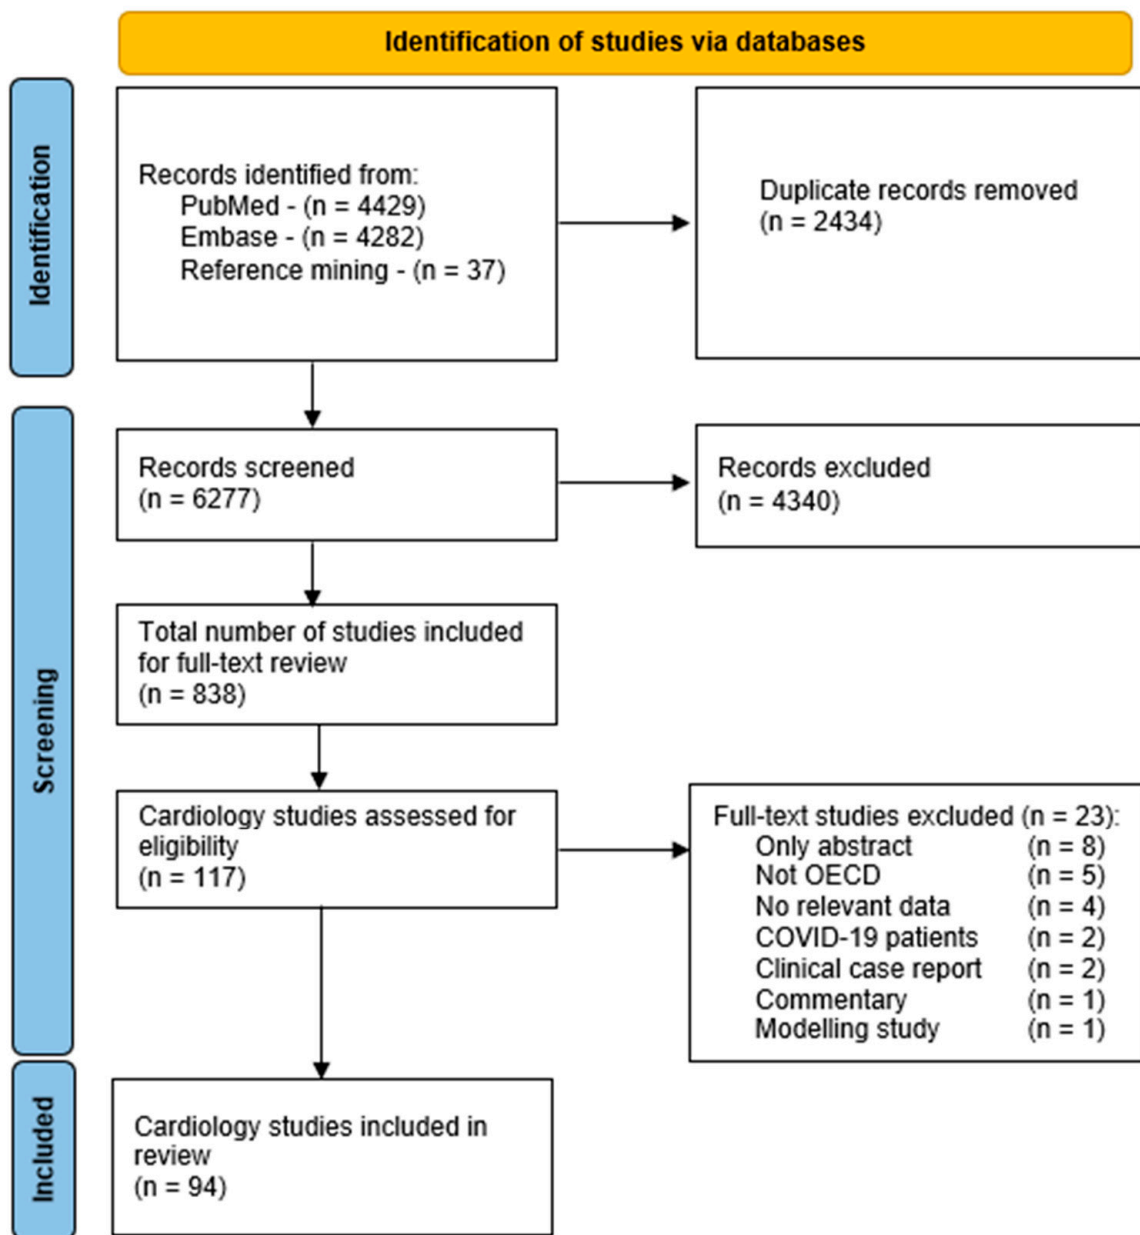 Identification of studies via databases
Identification
Records identified from:
PubMed - (n = 4429)
Embase - (n = 4282)
Reference mining - (n = 37)
Duplicate records removed
(n = 2434)
Screening
Records screened
(n = 6277)
Records excluded
(n = 4340)
Total number of studies included
for full-text review
(n = 838)
Cardiology studies assessed for
eligibility
(n = 117)
Full-text studies excluded (n = 23):
Only abstract (n = 8)
Not OECD (n = 5)
No relevant data (n = 4)
COVID-19 patients (n = 2)
Clinical case report (n = 2)
Commentary (n = 1)
Modelling study (n = 1)
Included
Cardiology studies included in
review
(n = 94)